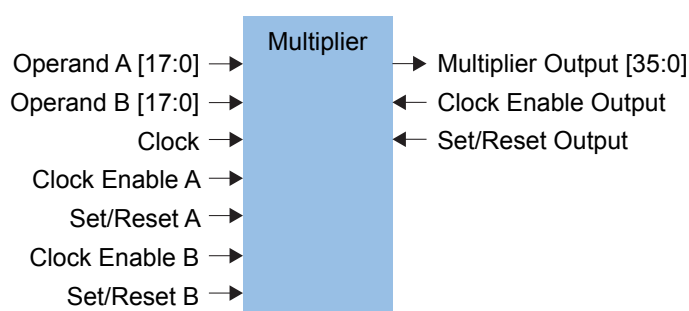 Multiplier
Operand A [17:0]
Multiplier Output [35:0]
Operand B [17:0]
Clock Enable Output
Clock
Set/Reset Output
Clock Enable A
Set/Reset A
Clock Enable B
Set/Reset B